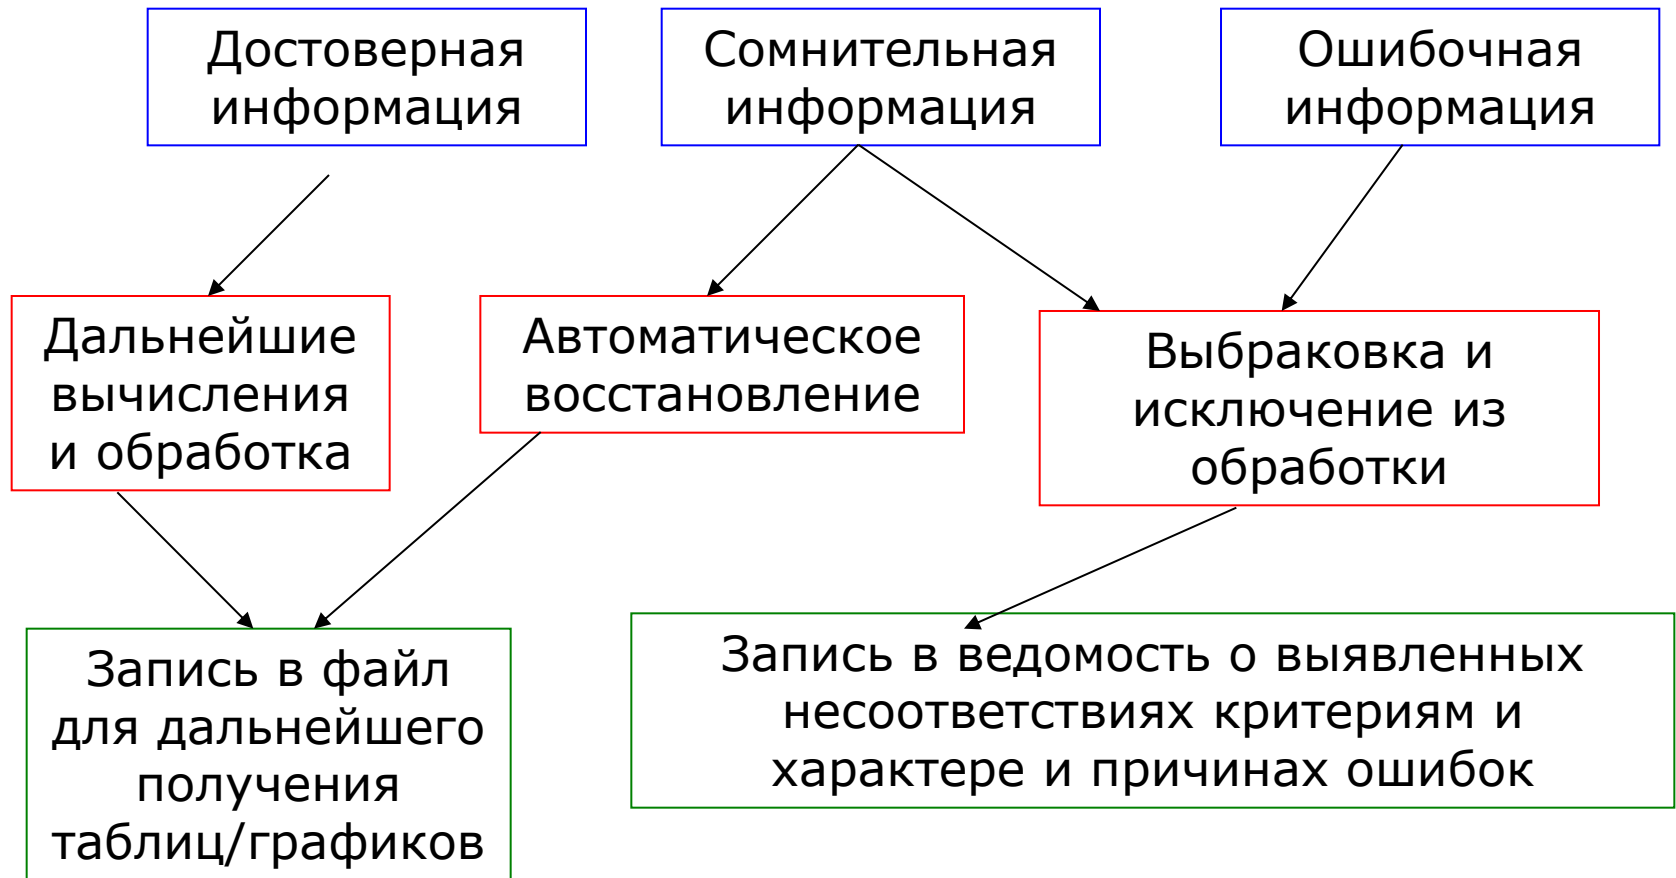 Достоверная
информация
Сомнительная
информация
Ошибочная
информация
Дальнейшие
вычисления
и обработка
Автоматическое
восстановление
Выбраковка и
исключение из
обработки
Запись в файл
для дальнейшего
получения
таблиц/графиков
Запись в ведомость о выявленных
несоответствиях критериям и
характере и причинах ошибок